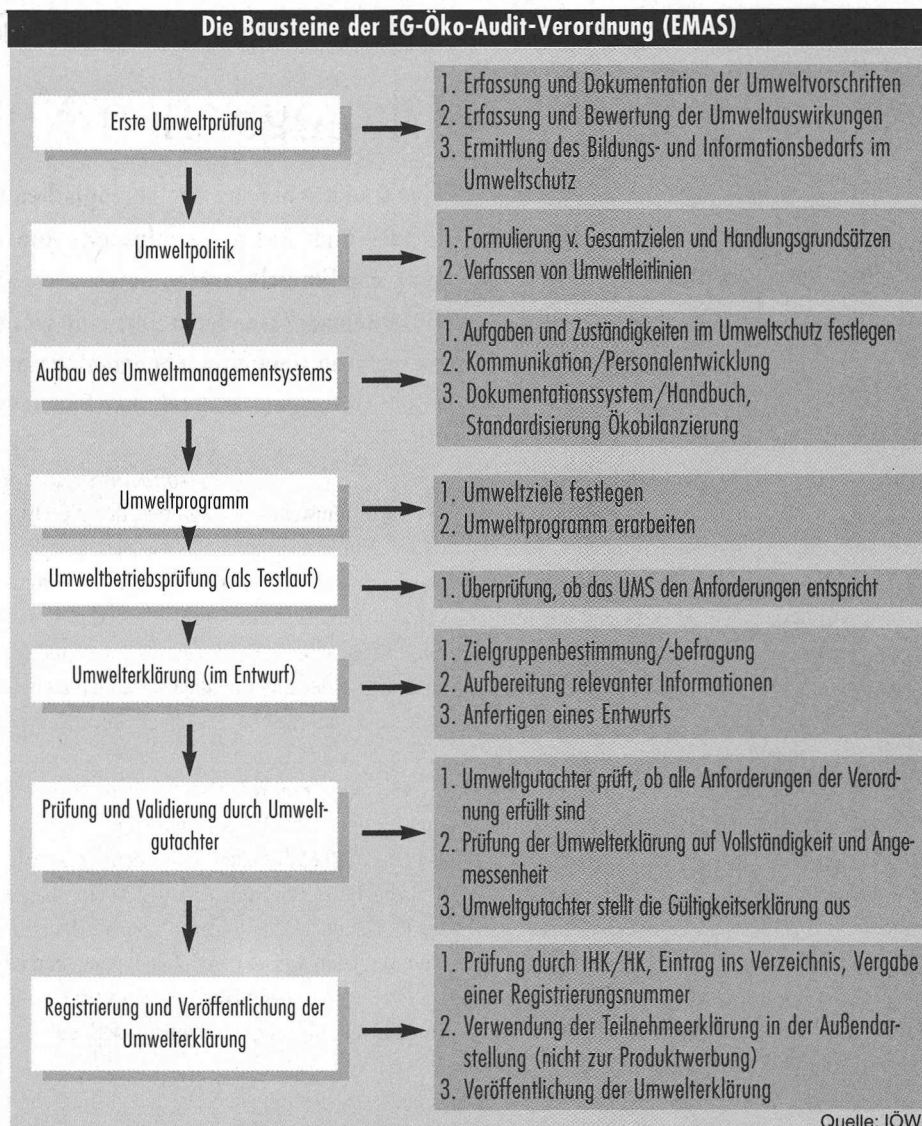 Die Bausteine der EG-Öko-Audit-Verordnung (EMAS)
Erste Umweltprüfung
1. Erfassung und Dokumentation der Umweltvorschriften
2. Erfassung und Bewertung der Umweltauswirkungen
3. Ermittlung des Bildungs- und Informationsbedarfs im
Umweltschutz
Umweltpolitik
1. Formulierung v. Gesamtzielen und Handlungsgrundsätzen
2. Verfassen von Umweltleitlinien
Aufbau des Umweltmanagementsystems
1. Aufgaben und Zuständigkeiten im Umweltschutz festlegen
2. Kommunikation/Personalentwicklung
3. Dokumentationssystem/Handbuch,
Standardisierung Ökobilanzierung
Umweltprogramm
1. Umweltziele festlegen
2. Umweltprogramm erarbeiten
Umweltbetriebsprüfung (als Testlauf)
1. Überprüfung, ob das UMS den Anforderungen entspricht
Umwelterklärung (im Entwurf)
1. Zielgruppenbestimmung/-befragung
2. Aufbereitung relevanter Informationen
3. Anfertigen eines Entwurfs
Prüfung und Validierung durch Umwelt-
gutachter
1. Umweltgutachter prüft, ob alle Anforderungen der Verord-
nung erfüllt sind
2. Prüfung der Umwelterklärung auf Vollständigkeit und Ange-
messenheit
3. Umweltgutachter stellt die Gültigkeitserklärung aus
Registrierung und Veröffentlichung der
Umwelterklärung
1. Prüfung durch IHK/HK, Eintrag ins Verzeichnis, Vergabe
einer Registrierungsnummer
2. Verwendung der Teilnehmeerklärung in der Außendar-
stellung (nicht zur Produktwerbung)
3. Veröffentlichung der Umwelterklärung
Quelle: IÖW